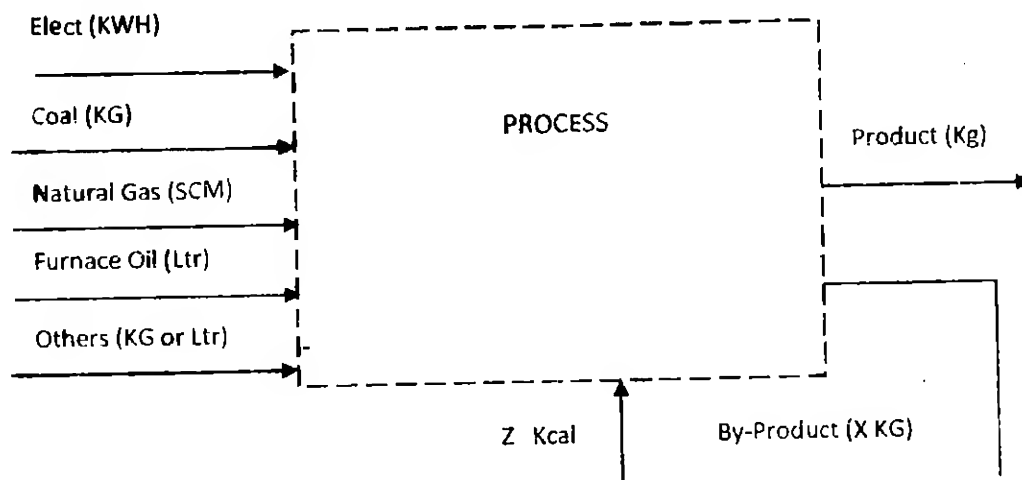 Elect (KWH)
Coal (KG)
PROCESS
Product (Kg)
Natural Gas (SCM)
Furnace Oil (Ltr)
Others (KG or Ltr)
Z Kcal
By-Product (X KG)